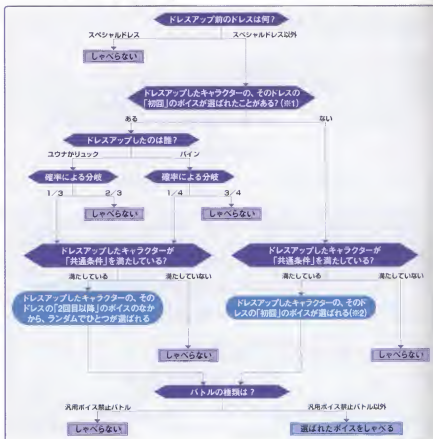 ドレスアップ前のドレスは何？
スペシャルドレス
スペシャルドレス以外
しゃべらない
ドレスアップしたキャラクターの、そのドレスの
「初回」のボイスが選ばれたことがある？(※1)
ある
ない
ドレスアップしたのは誰？
ユウナかリュック
パイン
確率による分岐
確率による分岐
1／3
2／3
1／4
3／4
しゃべらない
しゃべらない
ドレスアップしたキャラクターが
「共通条件」を満たしている？
ドレスアップしたキャラクターが
「共通条件」を満たしている？
満たしている
満たしていない
満たしている
満たしていない
ドレスアップしたキャラクターの、その
ドレスの「2回目以降」のボイスのなか
から、ランダムでひとつが選ばれる
ドレスアップしたキャラクターの、そのド
レスの「初回」のボイスが選ばれる(※2)
しゃべらない
しゃべらない
バトルの種類は？
汎用ボイス禁止バトル
汎用ボイス禁止バトル以外
しゃべらない
選ばれたボイスをしゃべる